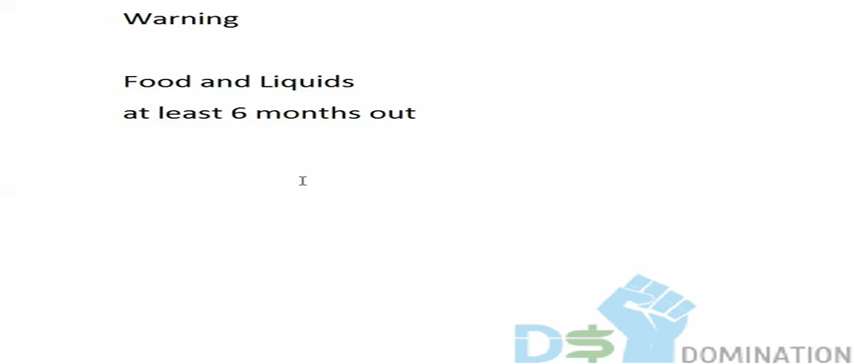 Warning
Food and Liquids
at least 6 months out
D$ DOMINATION